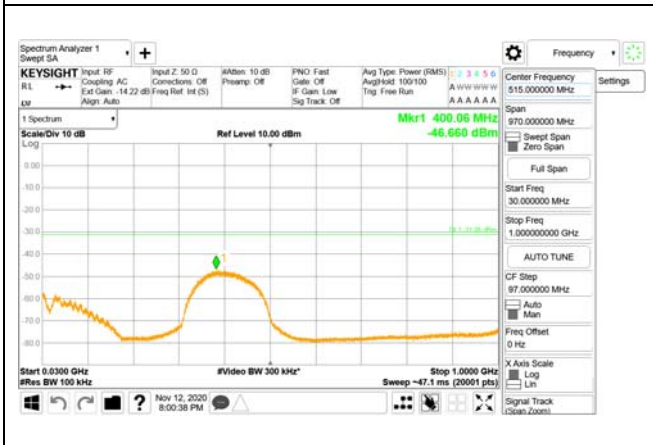 Spectrum Analyzer 1
Swept SA
+
Frequency
KEYSIGHT
Input: RF
Coupling: AC
Ext Gain: -14.22 dB
Align: Auto
Input Z: 50 Ω
Corrections: Off
Freq Ref: Int (S)
#Atten: 10 dB
Preamp: Off
PNO: Fast
Gate: Off
IF Gain: Low
Sig Track: Off
Avg Type: Power (RMS)
Avg|Hold: 100/100
Trig: Free Run
1 2 3 4 5 6
A W W W W W
A A A A A A
RL
1 Spectrum
Scale/Div 10 dB
Log
Ref Level 10.00 dBm
Mkr1 400.06 MHz
-46.660 dBm
0.00
-10.0
-20.0
-30.0
-40.0
-50.0
-60.0
-70.0
-80.0
1
Start 0.0300 GHz
#Res BW 100 kHz
#Video BW 300 kHz*
Stop 1.0000 GHz
Sweep ~47.1 ms (20001 pts)
Nov 12, 2020
8:00:38 PM
?
Center Frequency
515.000000 MHz
Settings
Span
970.000000 MHz
Swept Span
Zero Span
Full Span
Start Freq
30.000000 MHz
Stop Freq
1.000000000 GHz
AUTO TUNE
CF Step
97.000000 MHz
Auto
Man
Freq Offset
0 Hz
X Axis Scale
Log
Lin
Signal Track
(Span Zoom)